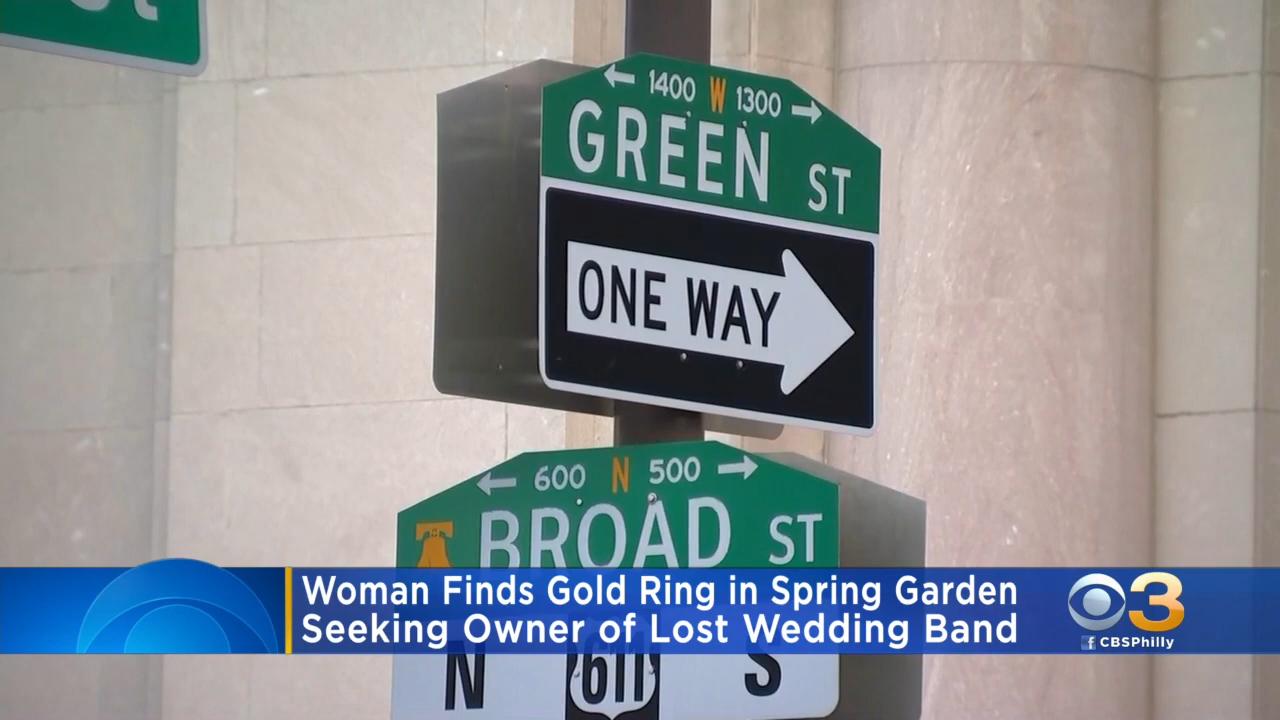 ← 1400 W 1300 →
GREEN ST
ONE WAY
← 600 N 500 →
BROAD ST
Woman Finds Gold Ring in Spring Garden
Seeking Owner of Lost Wedding Band
3
f CBSPhilly
N 611 S